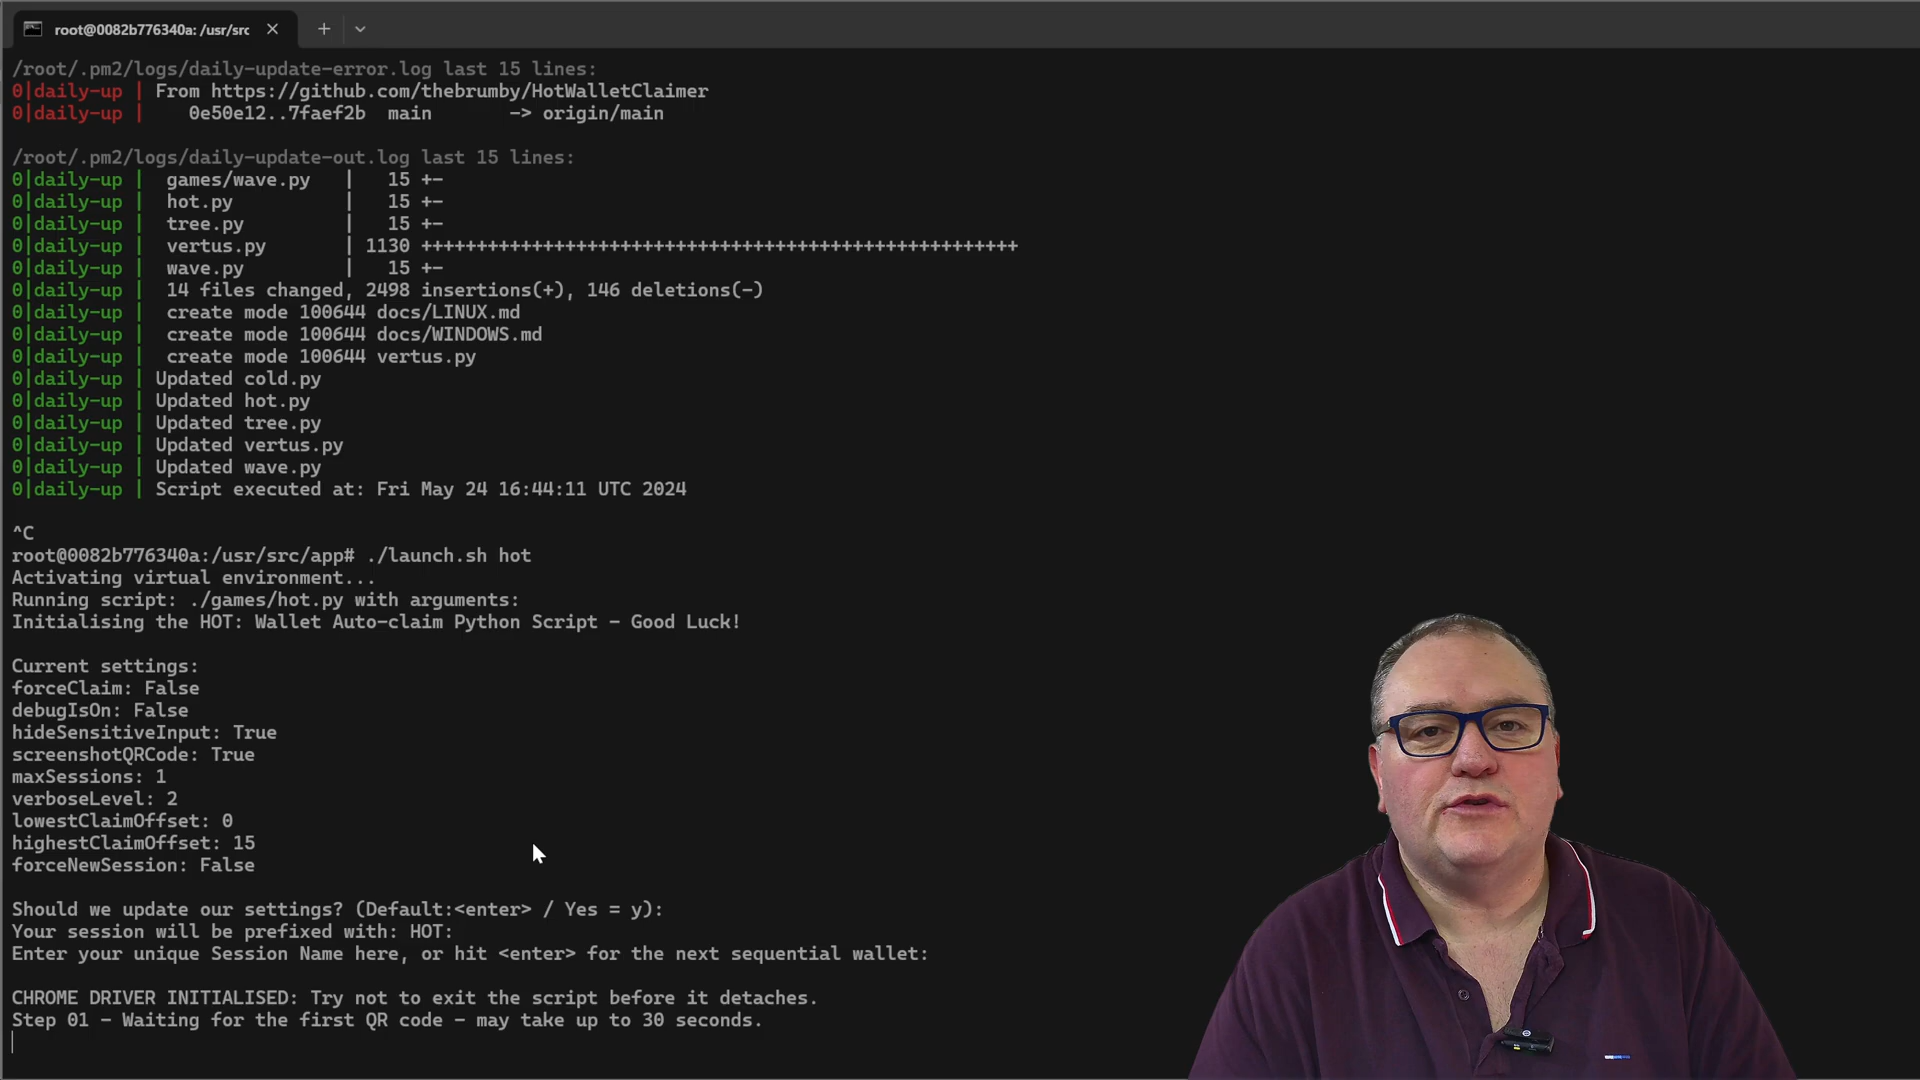 root@0082b776340a: /usr/src
/root/.pm2/logs/daily-update-error.log last 15 lines:
0|daily-up | From https://github.com/thebrumby/HotWalletClaimer
0|daily-up |    0e50e12..7faef2b  main       -> origin/main
/root/.pm2/logs/daily-update-out.log last 15 lines:
0|daily-up |  games/wave.py   |   15 +-
0|daily-up |  hot.py          |   15 +-
0|daily-up |  tree.py         |   15 +-
0|daily-up |  vertus.py       | 1130 ++++++++++++++++++++++++++++++++++++++++++++++++++++++
0|daily-up |  wave.py         |   15 +-
0|daily-up |  14 files changed, 2498 insertions(+), 146 deletions(-)
0|daily-up |  create mode 100644 docs/LINUX.md
0|daily-up |  create mode 100644 docs/WINDOWS.md
0|daily-up |  create mode 100644 vertus.py
0|daily-up | Updated cold.py
0|daily-up | Updated hot.py
0|daily-up | Updated tree.py
0|daily-up | Updated vertus.py
0|daily-up | Updated wave.py
0|daily-up | Script executed at: Fri May 24 16:44:11 UTC 2024
^C
root@0082b776340a:/usr/src/app# ./launch.sh hot
Activating virtual environment...
Running script: ./games/hot.py with arguments:
Initialising the HOT: Wallet Auto-claim Python Script - Good Luck!
Current settings:
forceClaim: False
debugIsOn: False
hideSensitiveInput: True
screenshotQRCode: True
maxSessions: 1
verboseLevel: 2
lowestClaimOffset: 0
highestClaimOffset: 15
forceNewSession: False
Should we update our settings? (Default:<enter> / Yes = y):
Your session will be prefixed with: HOT:
Enter your unique Session Name here, or hit <enter> for the next sequential wallet:
CHROME DRIVER INITIALISED: Try not to exit the script before it detaches.
Step 01 - Waiting for the first QR code - may take up to 30 seconds.